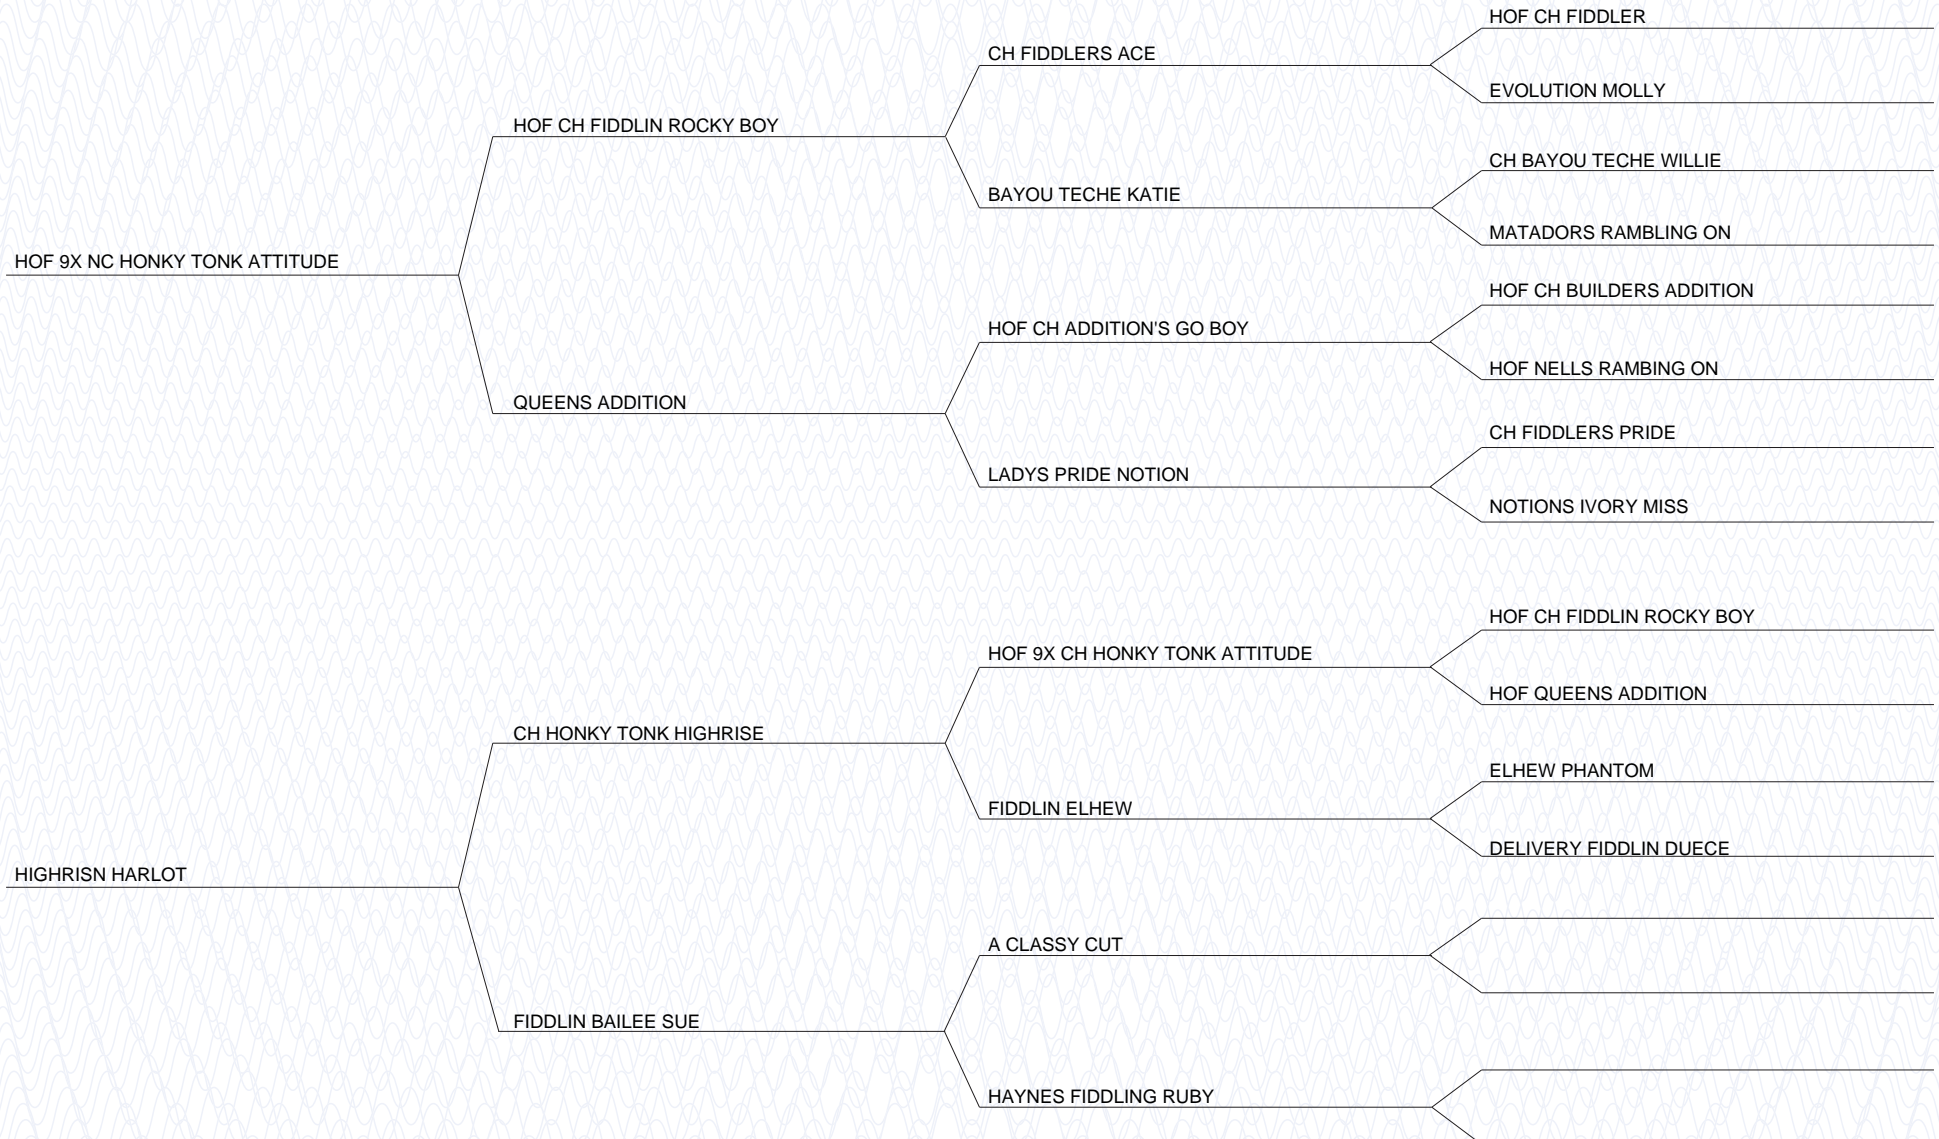 HOF CH FIDDLER
CH FIDDLERS ACE
EVOLUTION MOLLY
HOF CH FIDDLIN ROCKY BOY
CH BAYOU TECHE WILLIE
BAYOU TECHE KATIE
MATADORS RAMBLING ON
HOF 9X NC HONKY TONK ATTITUDE
HOF CH BUILDERS ADDITION
HOF CH ADDITION'S GO BOY
HOF NELLS RAMBING ON
QUEENS ADDITION
CH FIDDLERS PRIDE
LADYS PRIDE NOTION
NOTIONS IVORY MISS
HOF CH FIDDLIN ROCKY BOY
HOF 9X CH HONKY TONK ATTITUDE
HOF QUEENS ADDITION
CH HONKY TONK HIGHRISE
ELHEW PHANTOM
FIDDLIN ELHEW
DELIVERY FIDDLIN DUECE
HIGHRISN HARLOT
A CLASSY CUT
FIDDLIN BAILEE SUE
HAYNES FIDDLING RUBY